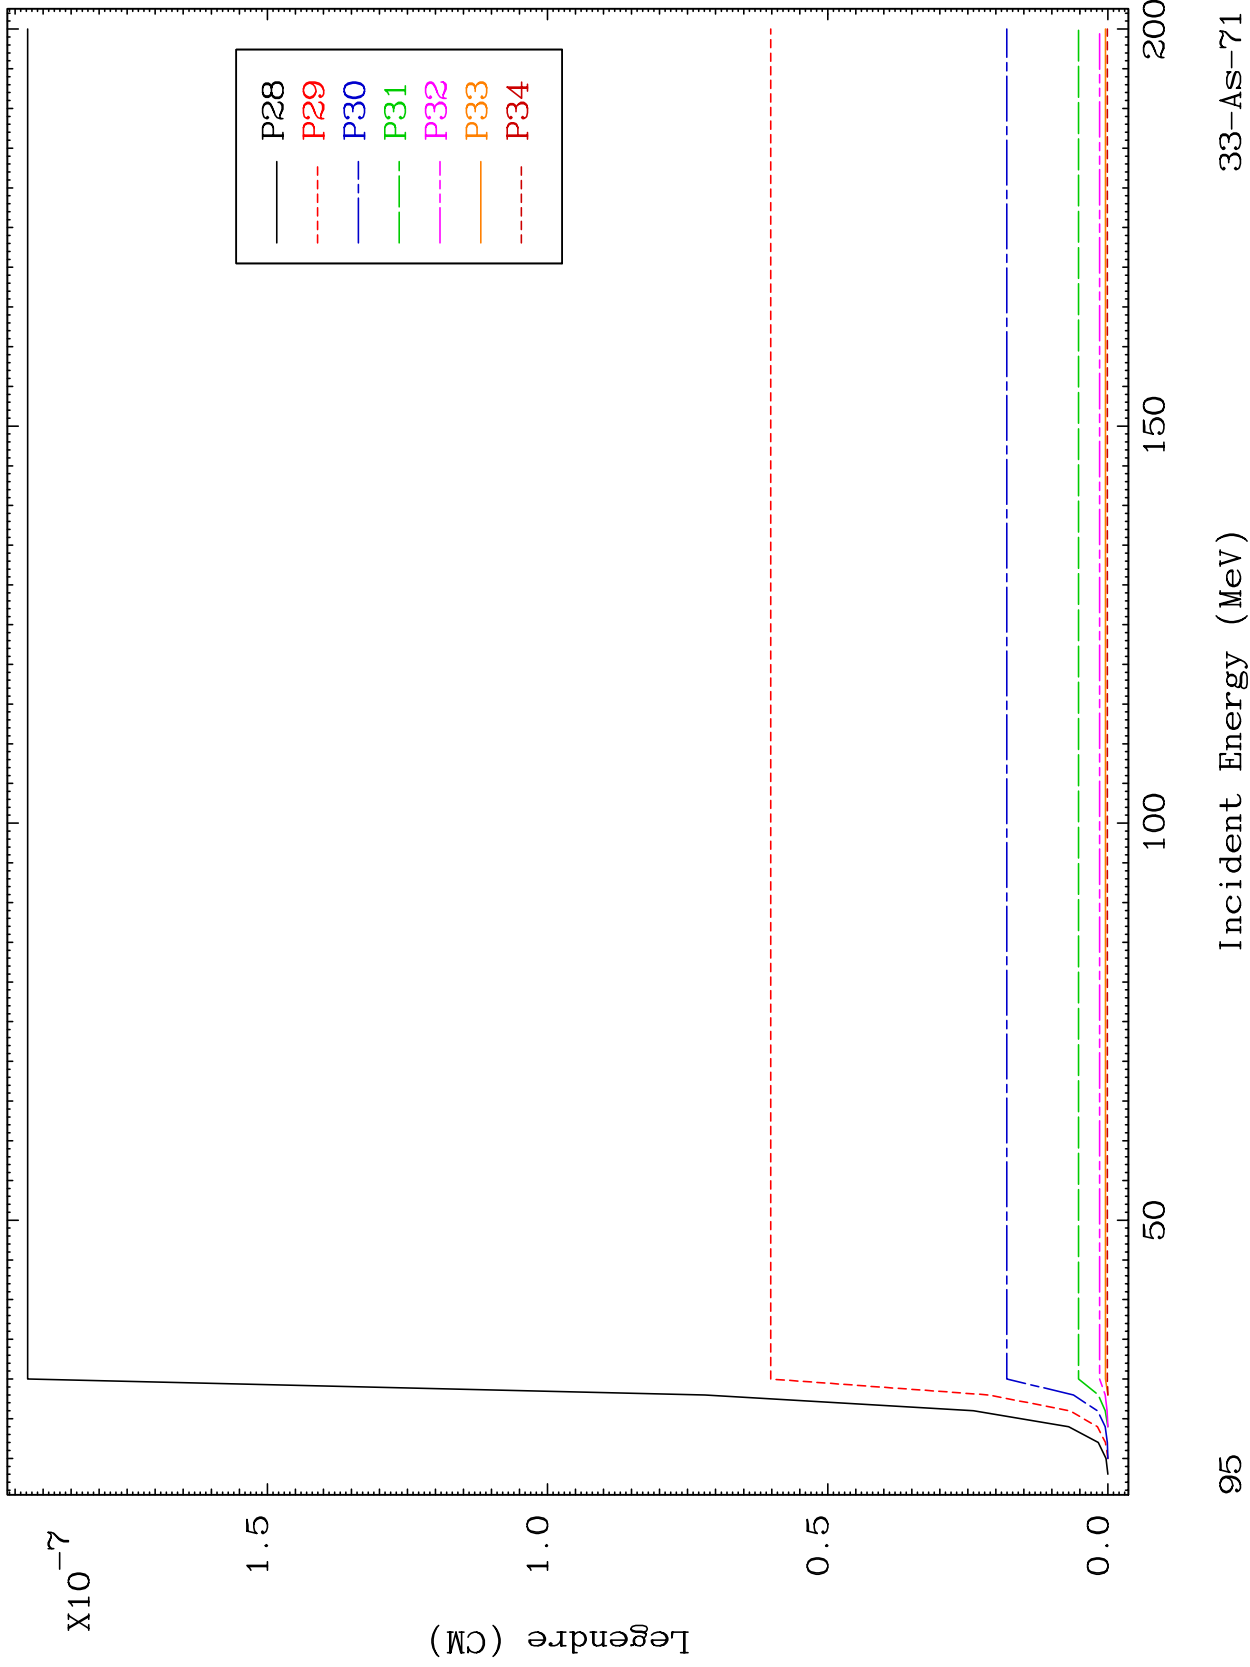 X10-7
Legendre (CM)
1.5
1.0
0.5
0.0
P28
P29
P30
P31
P32
P33
P34
50
100
150
200
Incident Energy (MeV)
95
33-As-71